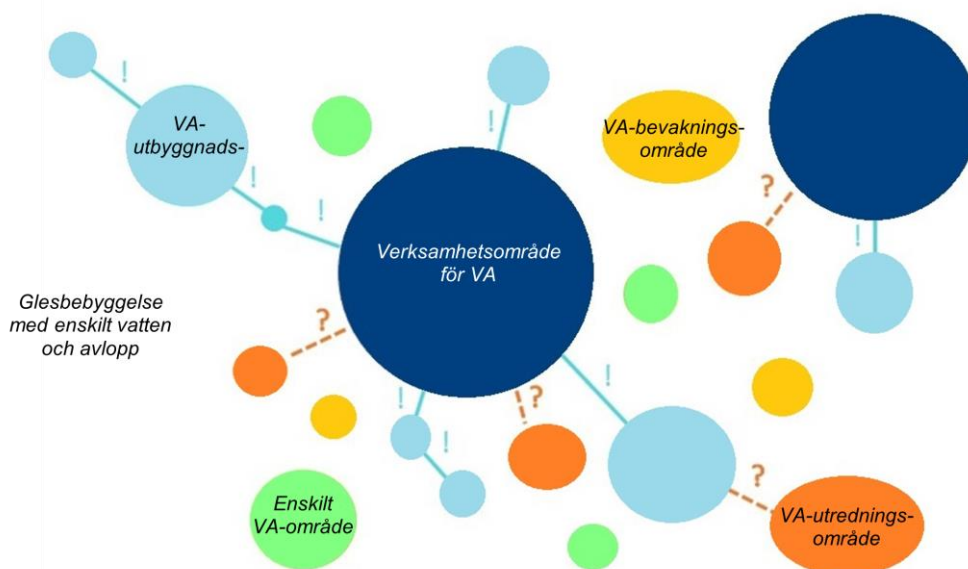 !
!
VA-
utbyggnads-
!
VA-bevaknings-
område
!
?
!
Verksamhetsområde
för VA
!
Glesbebyggelse
med enskilt vatten
och avlopp
?
!
!
?
!
?
Enskilt
VA-område
VA-utrednings-
område